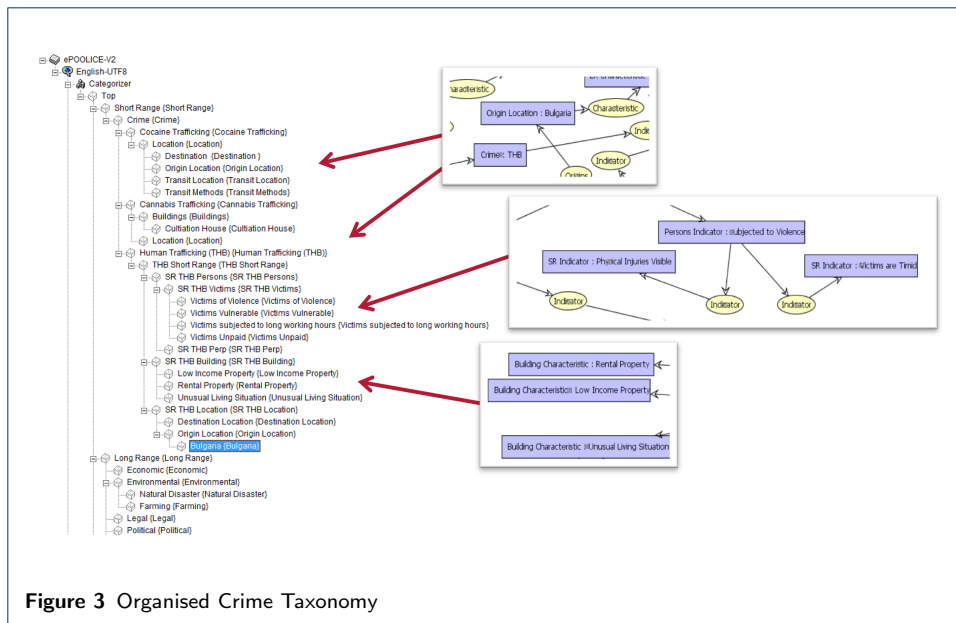 ePOOLICE-V2
English-UTF8
Categorizer
Top
Short Range {Short Range}
Crime {Crime}
Cocaine Trafficking {Cocaine Trafficking}
Location {Location}
Destination {Destination }
Origin Location {Origin Location}
Transit Location {Transit Location}
Transit Methods {Transit Methods}
Cannabis Trafficking {Cannabis Trafficking}
Buildings {Buildings}
Cultiation House {Cultiation House}
Location {Location}
Human Trafficking (THB) {Human Trafficking (THB)}
THB Short Range {THB Short Range}
SR THB Persons {SR THB Persons}
SR THB Victims {SR THB Victims}
Victims of Violence {Victims of Violence}
Victims Vulnerable {Victims Vulnerable}
Victims subjected to long working hours {Victims subjected to long working hours}
Victims Unpaid {Victims Unpaid}
SR THB Perp {SR THB Perp}
SR THB Building {SR THB Building}
Low Income Property {Low Income Property}
Rental Property {Rental Property}
Unusual Living Situation {Unusual Living Situation}
SR THB Location {SR THB Location}
Destination Location {Destination Location}
Origin Location {Origin Location}
Bulgaria {Bulgaria}
Long Range {Long Range}
Economic {Economic}
Environmental {Environmental}
Natural Disaster {Natural Disaster}
Farming {Farming}
Legal {Legal}
Political {Political}
haracteristic
Origin Location : Bulgaria
Characteristic
Indi
Crime : THB
Indicator
Origins
Persons Indicator : Subjected to Violence
SR Indicator : Physical Injuries Visible
SR Indicator : Victims are Timid
Indicator
Indicator
Indicator
Building Characteristic : Rental Property
Building Characteristic : Low Income Property
Building Characteristic : Unusual Living Situation
Figure 3 Organised Crime Taxonomy